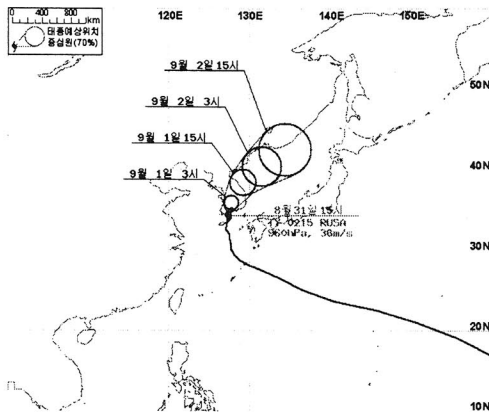 0 400 800
km
태풍예상위치
중심원(70%)
120E 130E 140E 150E
9월 2일 15시
9월 2일 3시
9월 1일 15시
9월 1일 3시
8월 31일 15시
TY 0215 RUSA
960hPa, 36m/s
50N
40N
30N
20N
10N